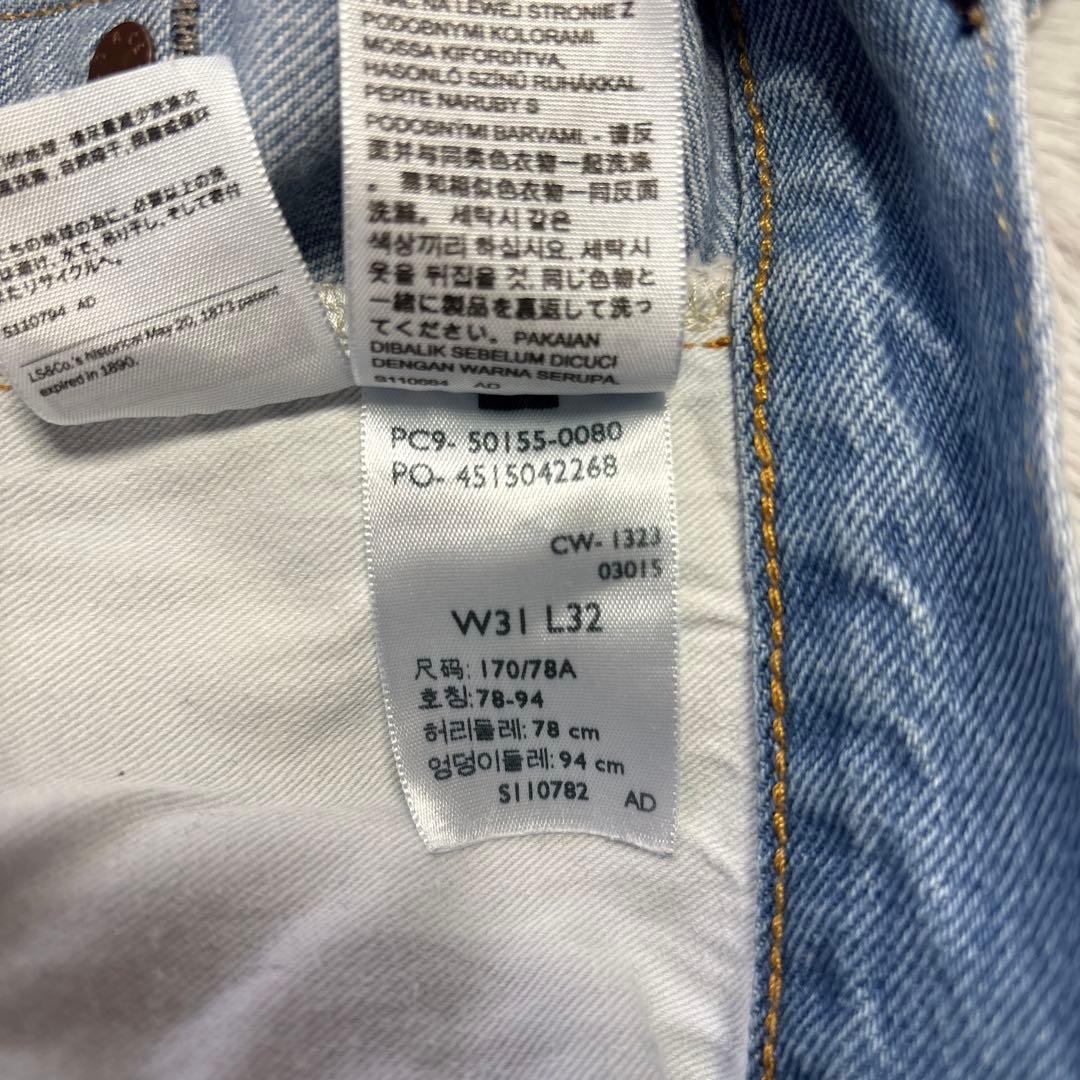 S110794 AD
LS&Co.'s historical May 20, 1873 patent
expired in 1890.
NA LEWEJ STRONIE Z
PODOBNYMI KOLORAMI.
MOSSA KIFORDÍTVA,
HASONLÓ SZÍNŰ RUHÁKKAL.
PERTE NARUBY S
PODOBNYMI BARVAMI. - 请反
面并与同类色衣物一起洗涤
。 需和相似色衣物一同反面
洗滌。 세탁시 같은
색상끼리 하십시요. 세탁시
옷을 뒤집을 것. 同じ色物と
一緒に製品を裏返して洗っ
てください。 PAKAIAN
DIBALIK SEBELUM DICUCI
DENGAN WARNA SERUPA.
S110684 AD
PC9- 50155-0080
PO- 4515042268
CW- 1323
03015
W31 L32
尺码: 170/78A
호칭:78-94
허리둘레: 78 cm
엉덩이둘레: 94 cm
S110782 AD